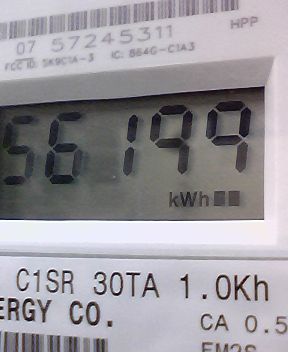 HPP
07 57245311
FCC ID: SK9C1A-3 IC: 864G-C1A3
56199
kWh
C1SR 30TA 1.0Kh
ERGY CO.
CA 0.5
EM2S